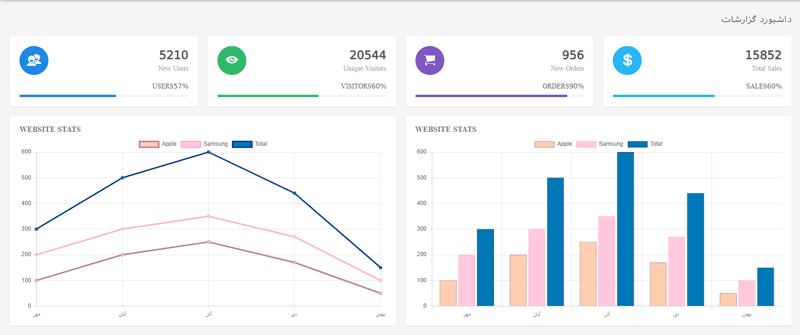 داشبورد گزارشات
5210
New Users
USERS57%
20544
Unique Visitors
VISITORS60%
956
New Orders
ORDERS90%
15852
Total Sales
SALES60%
WEBSITE STATS
Apple Samsung Total
600
500
400
300
200
100
0
مهر آبان آذر دی بهمن
WEBSITE STATS
Apple Samsung Total
600
500
400
300
200
100
0
مهر آبان آذر دی بهمن